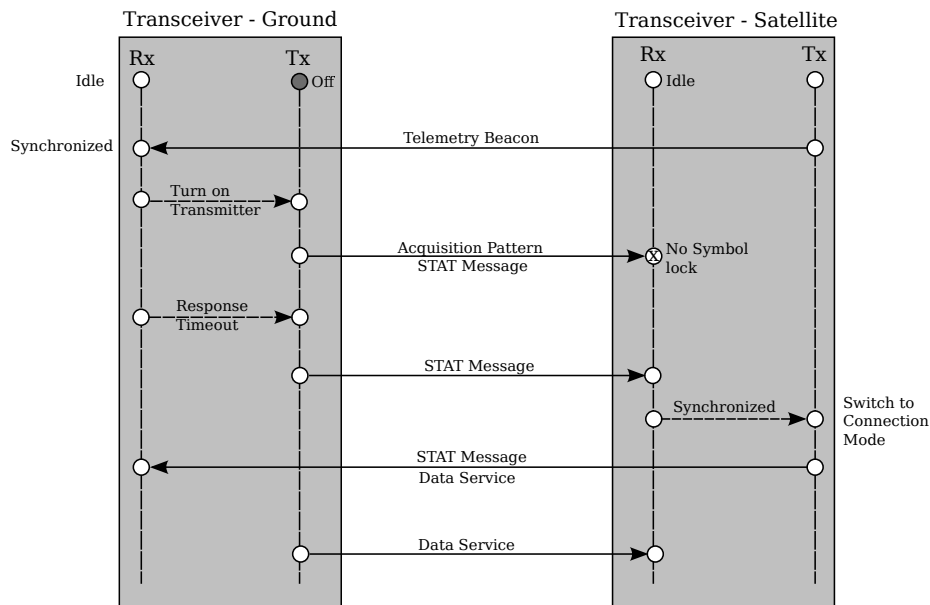 Transceiver - Ground
Transceiver - Satellite
Rx
Tx
Rx
Tx
Idle
Off
Idle
Synchronized
Telemetry Beacon
Turn on
Transmitter
Acquisition Pattern
STAT Message
X
No Symbol
lock
Response
Timeout
STAT Message
Synchronized
Switch to
Connection
Mode
STAT Message
Data Service
Data Service